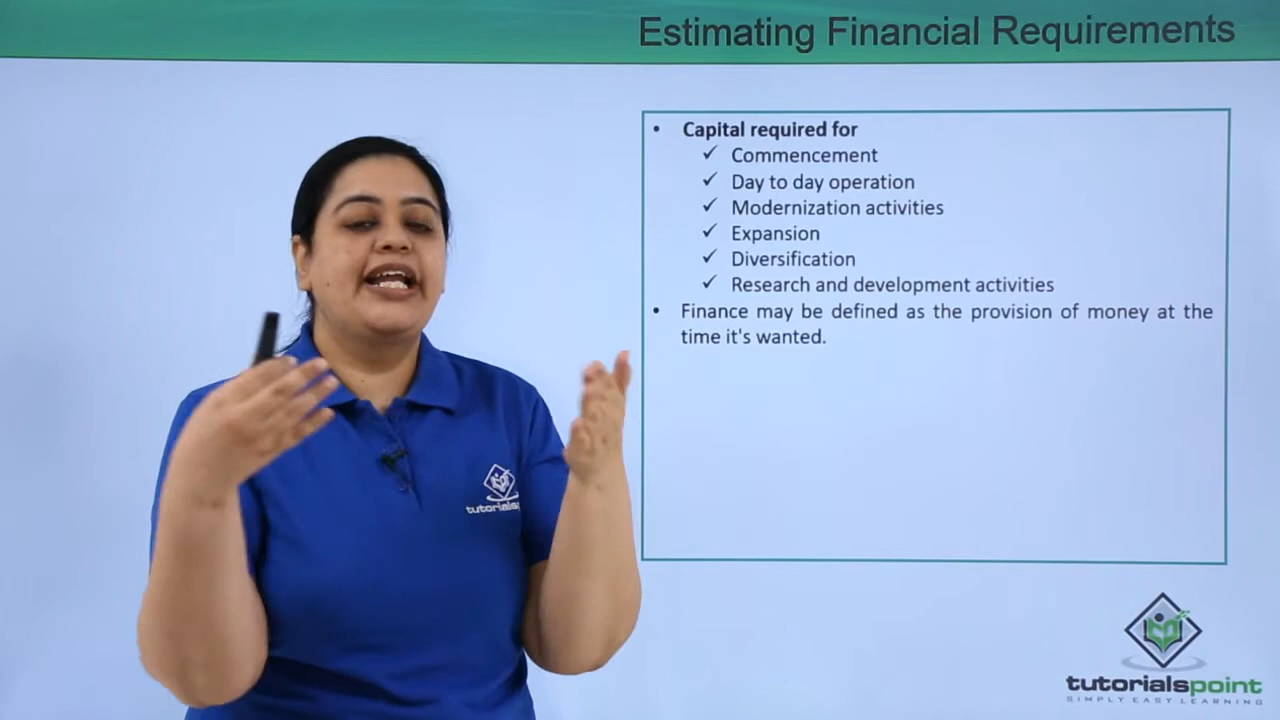 Estimating Financial Requirements
• Capital required for
✓ Commencement
✓ Day to day operation
✓ Modernization activities
✓ Expansion
✓ Diversification
✓ Research and development activities
• Finance may be defined as the provision of money at the
time it's wanted.
tutorialspoint
SIMPLY EASY LEARNING